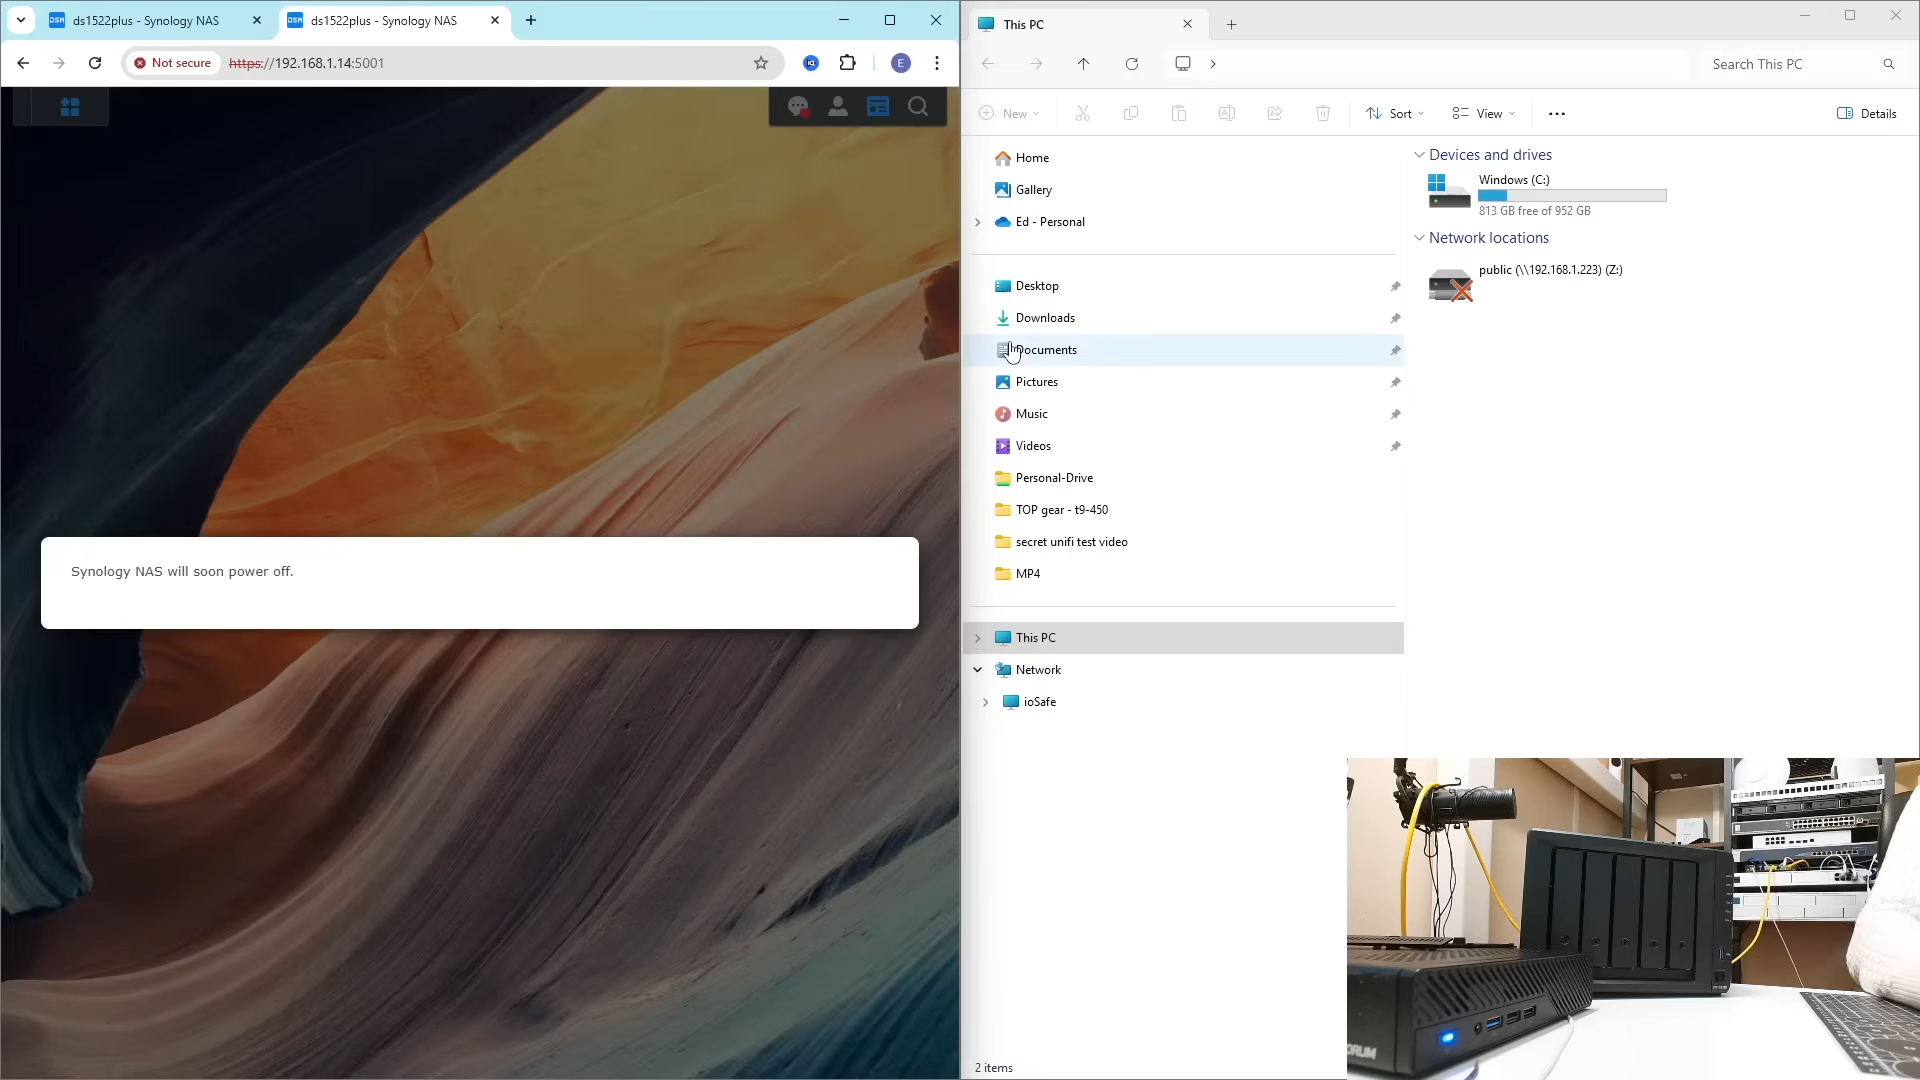 ds1522plus - Synology NAS
ds1522plus - Synology NAS
Not secure
https://192.168.1.14:5001
E
Synology NAS will soon power off.
This PC
Search This PC
New
Sort
View
Details
Home
Gallery
Ed - Personal
Desktop
Downloads
Documents
Pictures
Music
Videos
Personal-Drive
TOP gear - t9-450
secret unifi test video
MP4
This PC
Network
ioSafe
Devices and drives
Windows (C:)
813 GB free of 952 GB
Network locations
public (\\192.168.1.223) (Z:)
2 items